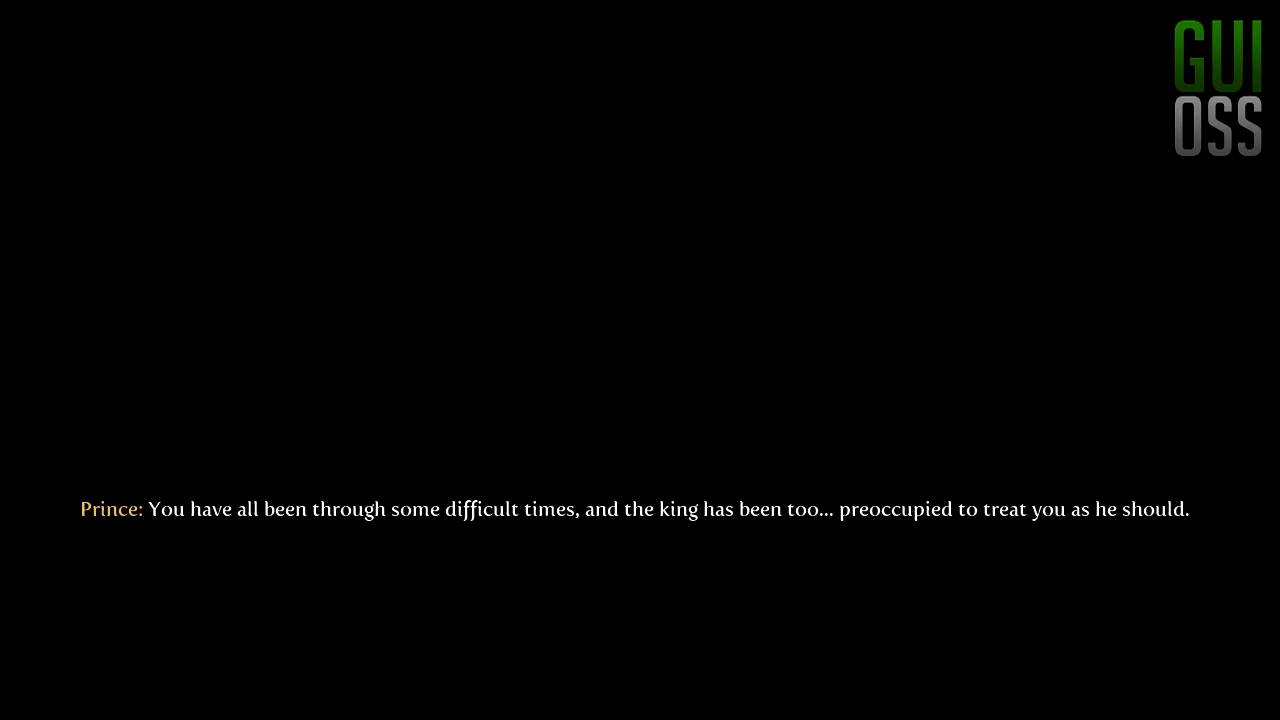 GUI
OSS
Prince: You have all been through some difficult times, and the king has been too... preoccupied to treat you as he should.